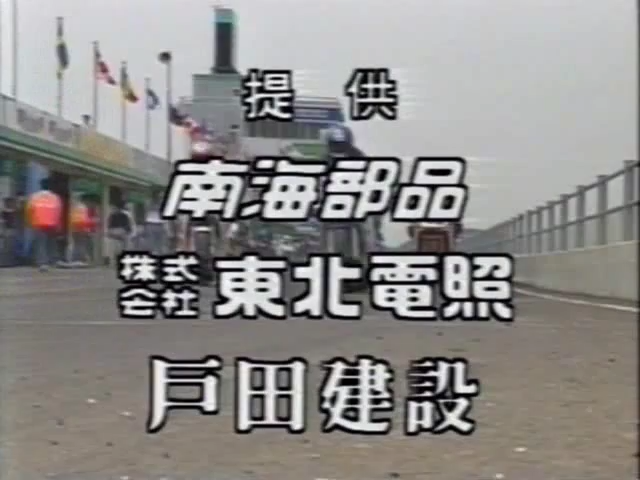 提供
南海部品
株式会社 東北電照
戸田建設